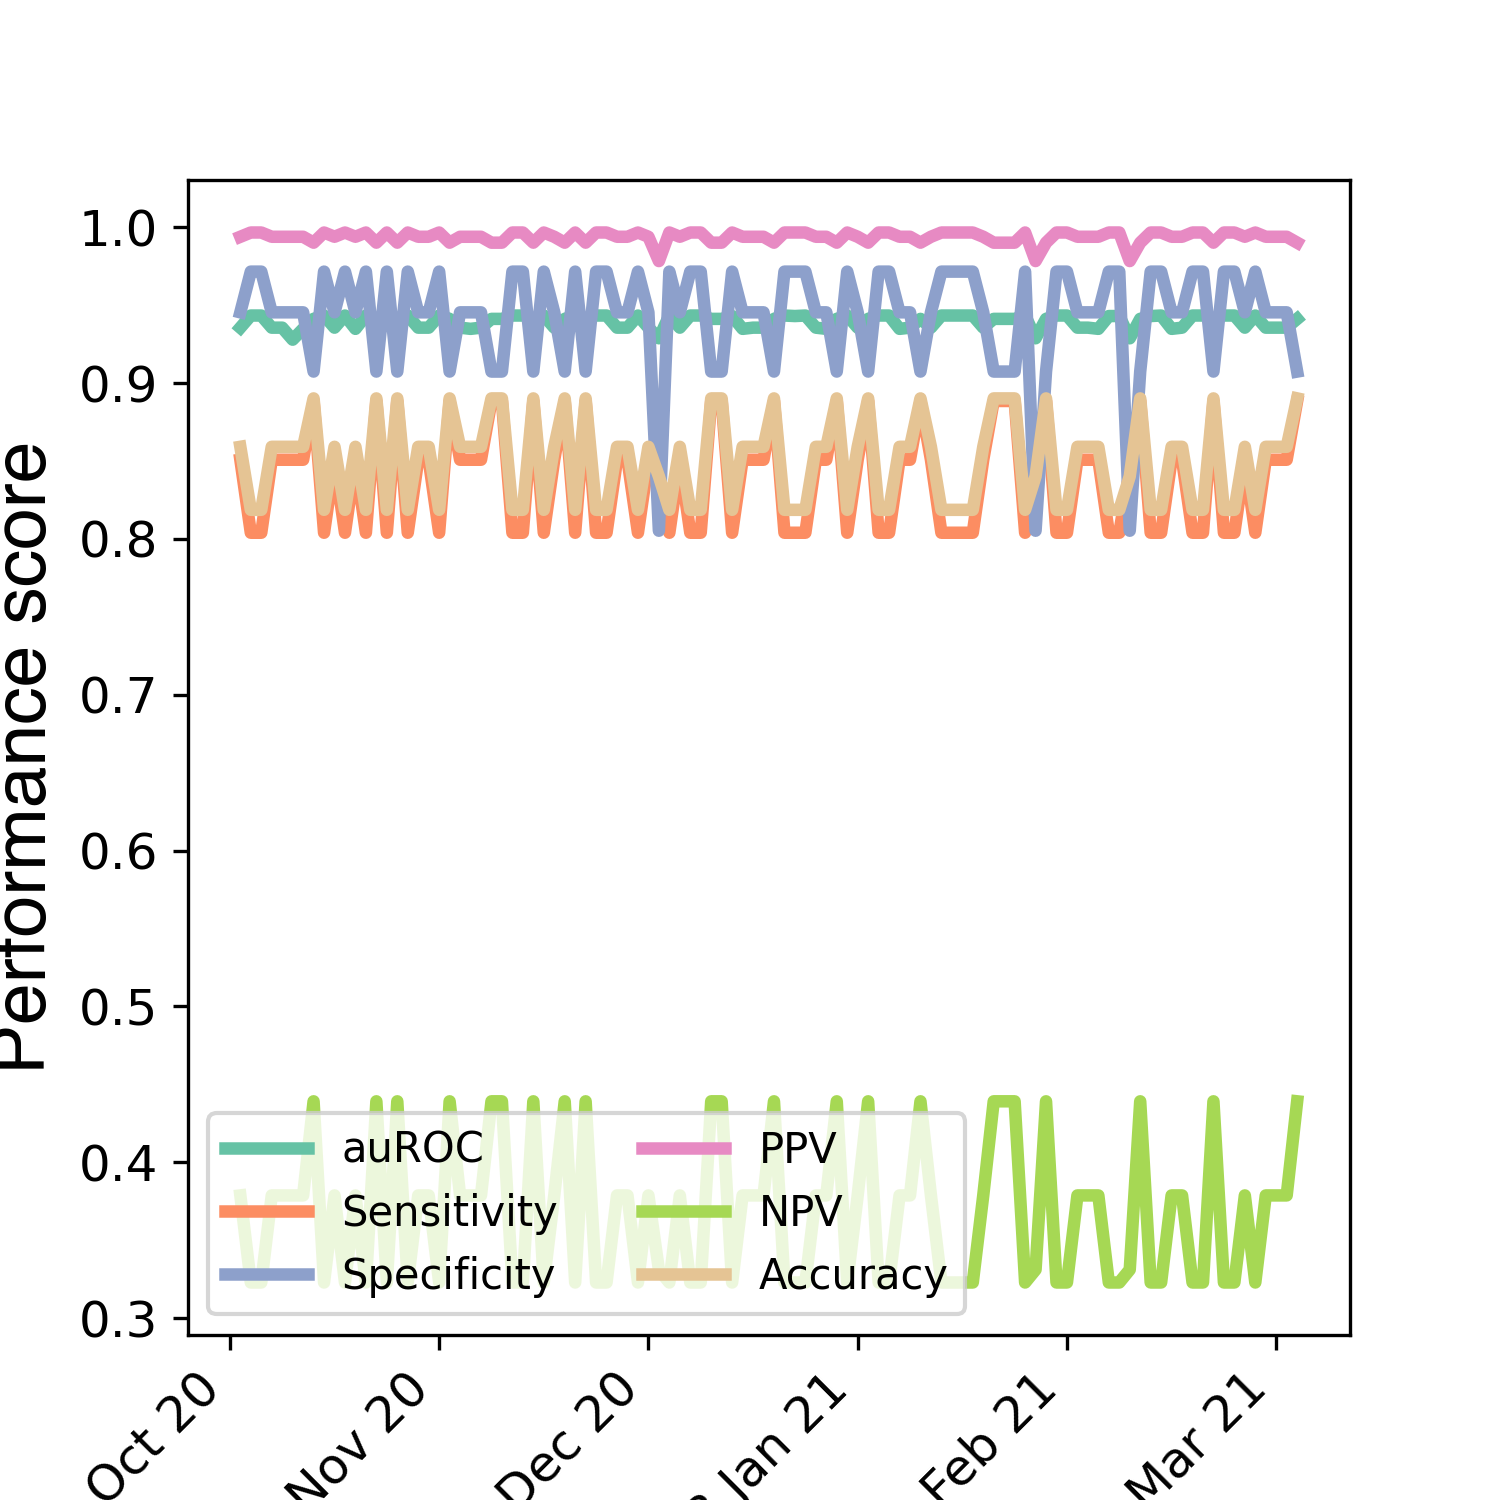 Performance score
1.0
0.9
0.8
0.7
0.6
0.5
0.4
0.3
auROC
Sensitivity
Specificity
PPV
NPV
Accuracy
Oct 20
Nov 20
Dec 20
Jan 21
Feb 21
Mar 21